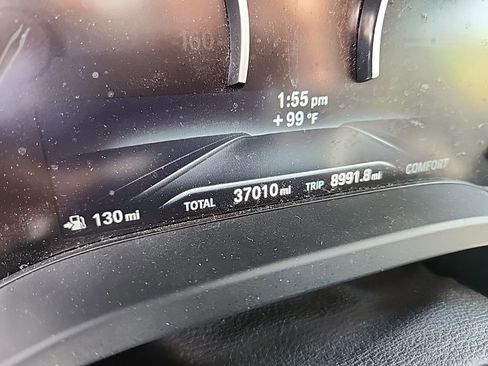 160
1:55 pm
+99 °F
130 mi TOTAL 37010 mi TRIP 8991.8 mi COMFORT